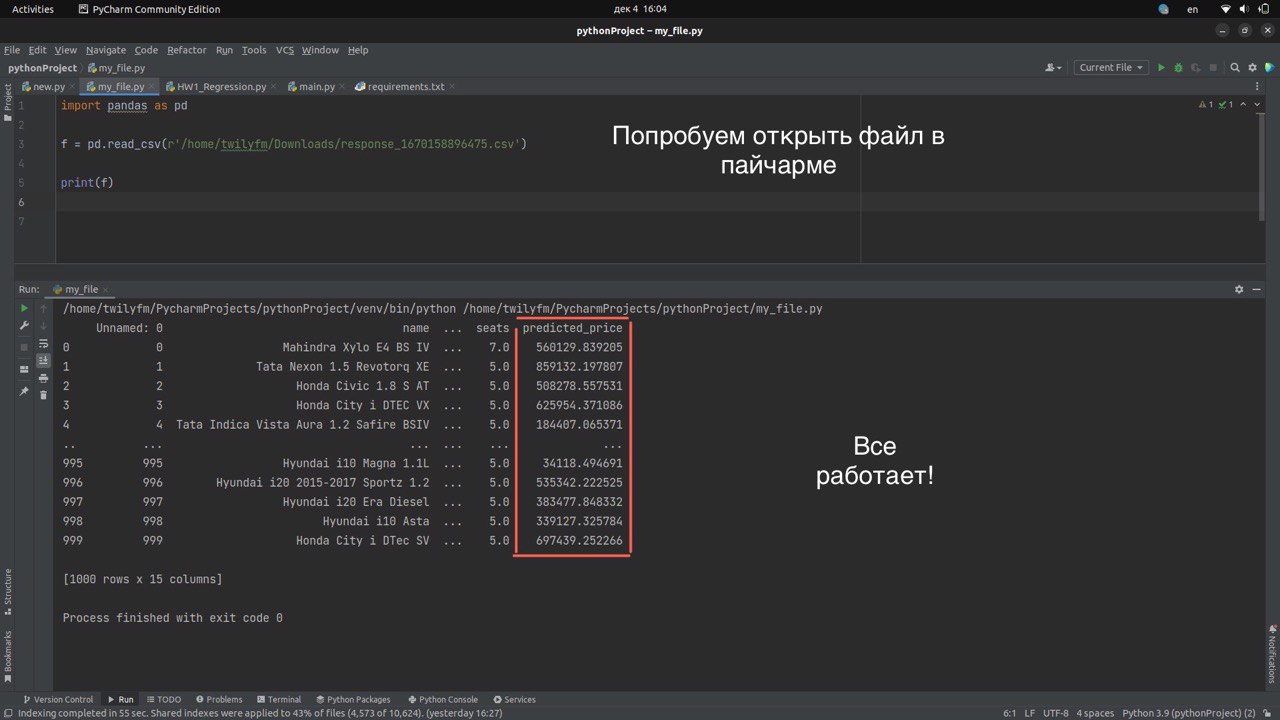 Activities PyCharm Community Edition дек 4 16:04 en
pythonProject – my_file.py
File Edit View Navigate Code Refactor Run Tools VCS Window Help
pythonProject my_file.py Current File
new.py my_file.py HW1_Regression.py main.py requirements.txt
Project
1 import pandas as pd 1 1
2
3 f = pd.read_csv(r'/home/twilyfm/Downloads/response_1670158896475.csv')
Попробуем открыть файл в
пайчарме
4
5 print(f)
6
7
Run: my_file
/home/twilyfm/PycharmProjects/pythonProject/venv/bin/python /home/twilyfm/PycharmProjects/pythonProject/my_file.py
Unnamed: 0 name ... seats predicted_price
0 0 Mahindra Xylo E4 BS IV ... 7.0 560129.839205
1 1 Tata Nexon 1.5 Revotorq XE ... 5.0 859132.197807
2 2 Honda Civic 1.8 S AT ... 5.0 508278.557531
3 3 Honda City i DTEC VX ... 5.0 625954.371086
4 4 Tata Indica Vista Aura 1.2 Safire BSIV ... 5.0 184407.065371
.. ... ... ... ... ...
995 995 Hyundai i10 Magna 1.1L ... 5.0 34118.494691
996 996 Hyundai i20 2015-2017 Sportz 1.2 ... 5.0 535342.222525
997 997 Hyundai i20 Era Diesel ... 5.0 383477.848332
998 998 Hyundai i10 Asta ... 5.0 339127.325784
999 999 Honda City i DTec SV ... 5.0 697439.252266
Все
работает!
[1000 rows x 15 columns]
Process finished with exit code 0
Structure
Bookmarks
Notifications
Version Control Run TODO Problems Terminal Python Packages Python Console Services
Indexing completed in 55 sec. Shared indexes were applied to 43% of files (4,573 of 10,624). (yesterday 16:27) 6:1 LF UTF-8 4 spaces Python 3.9 (pythonProject) (2)